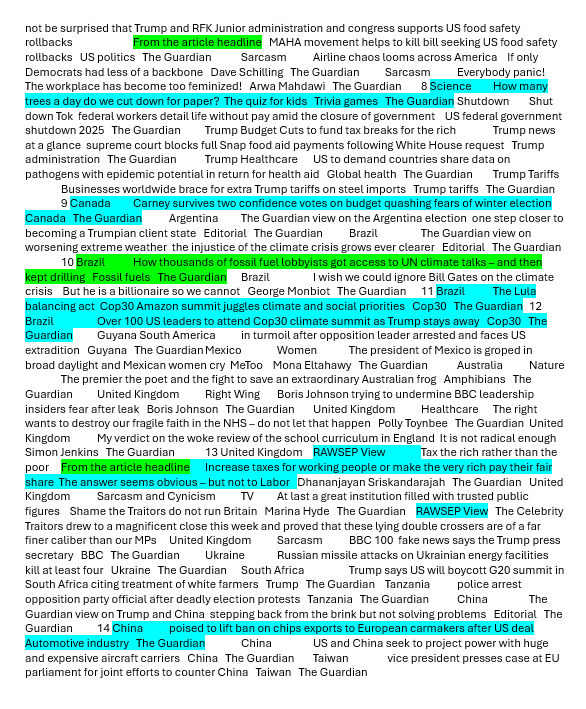 not be surprised that Trump and RFK Junior administration and congress supports US food safety
rollbacks From the article headline MAHA movement helps to kill bill seeking US food safety
rollbacks US politics The Guardian Sarcasm Airline chaos looms across America If only
Democrats had less of a backbone Dave Schilling The Guardian Sarcasm Everybody panic!
The workplace has become too feminized! Arwa Mahdawi The Guardian 8 Science How many
trees a day do we cut down for paper? The quiz for kids Trivia games The Guardian Shutdown Shut
down Tok federal workers detail life without pay amid the closure of government US federal government
shutdown 2025 The Guardian Trump Budget Cuts to fund tax breaks for the rich Trump news
at a glance supreme court blocks full Snap food aid payments following White House request Trump
administration The Guardian Trump Healthcare US to demand countries share data on
pathogens with epidemic potential in return for health aid Global health The Guardian Trump Tariffs
Businesses worldwide brace for extra Trump tariffs on steel imports Trump tariffs The Guardian
9 Canada Carney survives two confidence votes on budget quashing fears of winter election
Canada The Guardian Argentina The Guardian view on the Argentina election one step closer to
becoming a Trumpian client state Editorial The Guardian Brazil The Guardian view on
worsening extreme weather the injustice of the climate crisis grows ever clearer Editorial The Guardian
10 Brazil How thousands of fossil fuel lobbyists got access to UN climate talks – and then
kept drilling Fossil fuels The Guardian Brazil I wish we could ignore Bill Gates on the climate
crisis But he is a billionaire so we cannot George Monbiot The Guardian 11 Brazil The Lula
balancing act Cop30 Amazon summit juggles climate and social priorities Cop30 The Guardian 12
Brazil Over 100 US leaders to attend Cop30 climate summit as Trump stays away Cop30 The
Guardian Guyana South America in turmoil after opposition leader arrested and faces US
extradition Guyana The Guardian Mexico Women The president of Mexico is groped in
broad daylight and Mexican women cry MeToo Mona Eltahawy The Guardian Australia Nature
The premier the poet and the fight to save an extraordinary Australian frog Amphibians The
Guardian United Kingdom Right Wing Boris Johnson trying to undermine BBC leadership
insiders fear after leak Boris Johnson The Guardian United Kingdom Healthcare The right
wants to destroy our fragile faith in the NHS – do not let that happen Polly Toynbee The Guardian United
Kingdom My verdict on the woke review of the school curriculum in England It is not radical enough
Simon Jenkins The Guardian 13 United Kingdom RAWSEP View Tax the rich rather than the
poor From the article headline Increase taxes for working people or make the very rich pay their fair
share The answer seems obvious – but not to Labor Dhananjayan Sriskandarajah The Guardian United
Kingdom Sarcasm and Cynicism TV At last a great institution filled with trusted public
figures Shame the Traitors do not run Britain Marina Hyde The Guardian RAWSEP View The Celebrity
Traitors drew to a magnificent close this week and proved that these lying double crossers are of a far
finer caliber than our MPs United Kingdom Sarcasm BBC 100 fake news says the Trump press
secretary BBC The Guardian Ukraine Russian missile attacks on Ukrainian energy facilities
kill at least four Ukraine The Guardian South Africa Trump says US will boycott G20 summit in
South Africa citing treatment of white farmers Trump The Guardian Tanzania police arrest
opposition party official after deadly election protests Tanzania The Guardian China The
Guardian view on Trump and China stepping back from the brink but not solving problems Editorial The
Guardian 14 China poised to lift ban on chips exports to European carmakers after US deal
Automotive industry The Guardian China US and China seek to project power with huge
and expensive aircraft carriers China The Guardian Taiwan vice president presses case at EU
parliament for joint efforts to counter China Taiwan The Guardian